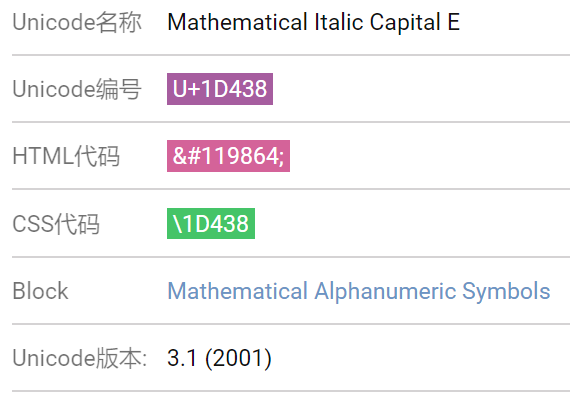 Unicode名称 Mathematical Italic Capital E
Unicode编号 U+1D438
HTML代码 &#119864;
CSS代码 \1D438
Block Mathematical Alphanumeric Symbols
Unicode版本: 3.1 (2001)